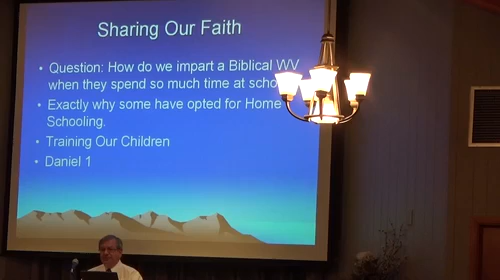 Sharing Our Faith
• Question: How do we impart a Biblical WV
when they spend so much time at
• Exactly why some have opted for Home
Schooling.
• Training Our Children
• Daniel 1